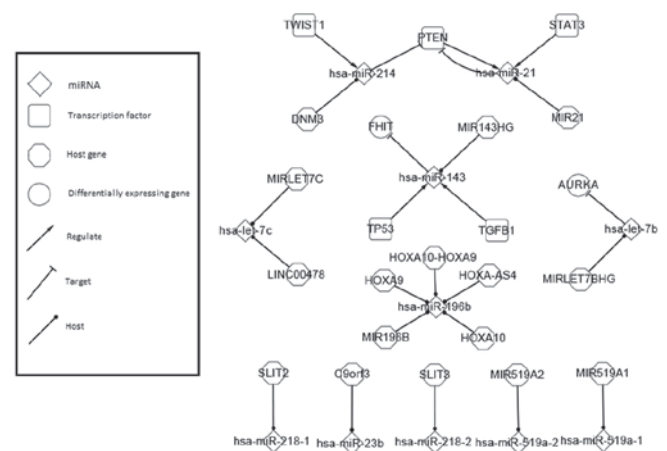 miRNA
Transcription factor
Host gene
Differentially expressing gene
Regulate
Target
Host
TWIST1
PTEN
STAT3
hsa-miR-214
hsa-miR-21
DNM3
MIR21
FHIT
MIR143HG
hsa-miR-143
TP53
TGFB1
MIRLET7C
hsa-let-7c
LINC00478
AURKA
hsa-let-7b
MIRLET7BHG
HOXA10-HOXA9
HOXA9
HOXA-AS4
hsa-miR-196b
MIR196B
HOXA10
SLIT2
C9orf3
SLIT3
MIR519A2
MIR519A1
hsa-miR-218-1
hsa-miR-23b
hsa-miR-218-2
hsa-miR-519a-2
hsa-miR-519a-1